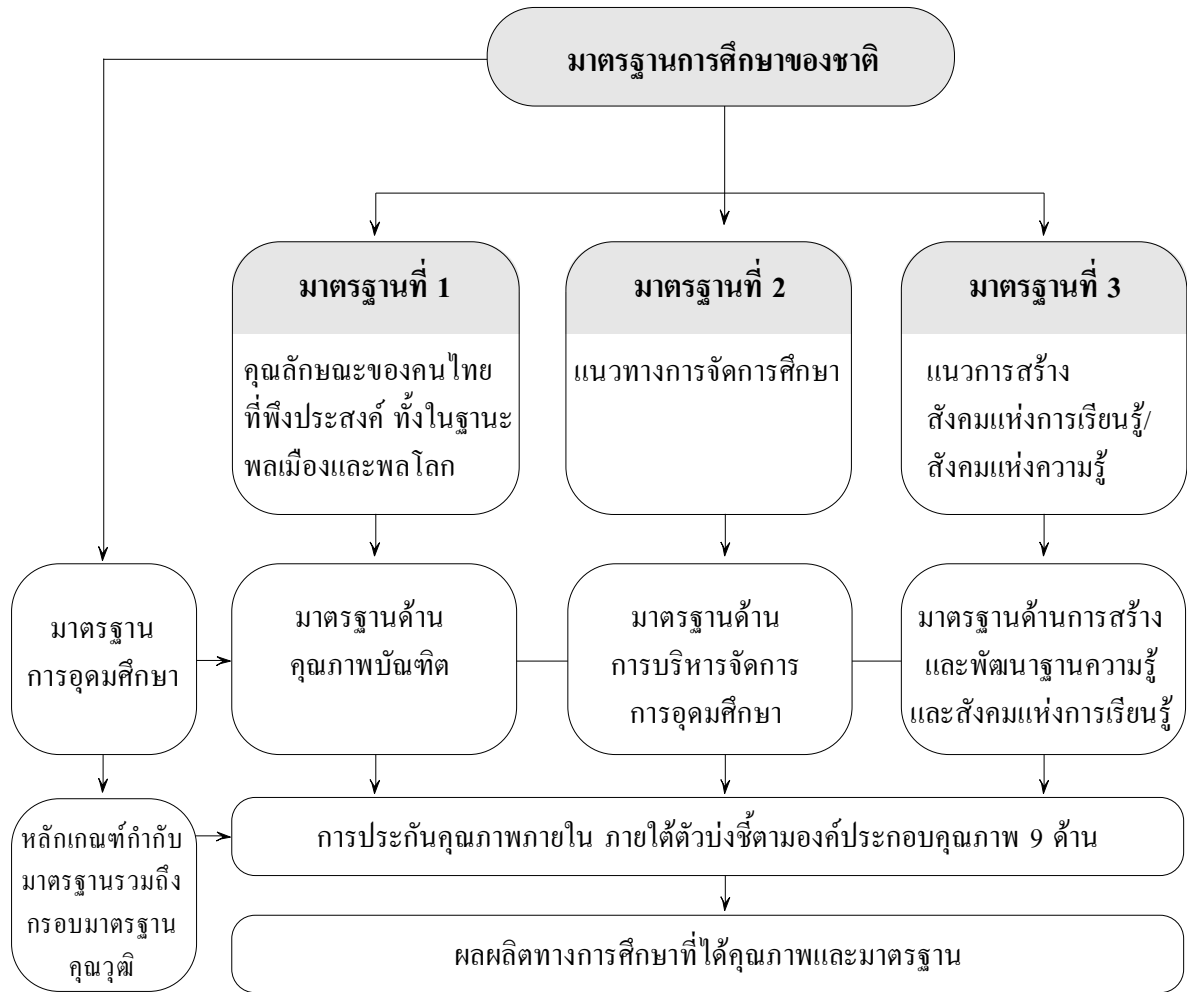 มาตรฐานการศึกษาของชาติ
มาตรฐานที่ 1
คุณลักษณะของคนไทย
ที่พึงประสงค์ ทั้งในฐานะ
พลเมืองและพลโลก
มาตรฐานที่ 2
แนวทางการจัดการศึกษา
มาตรฐานที่ 3
แนวการสร้าง
สังคมแห่งการเรียนรู้/
สังคมแห่งความรู้
มาตรฐาน
การอุดมศึกษา
มาตรฐานด้าน
คุณภาพบัณฑิต
มาตรฐานด้าน
การบริหารจัดการ
การอุดมศึกษา
มาตรฐานด้านการสร้าง
และพัฒนาฐานความรู้
และสังคมแห่งการเรียนรู้
หลักเกณฑ์กำกับ
มาตรฐานรวมถึง
กรอบมาตรฐาน
คุณวุฒิ
การประกันคุณภาพภายใน ภายใต้ตัวบ่งชี้ตามองค์ประกอบคุณภาพ 9 ด้าน
ผลผลิตทางการศึกษาที่ได้คุณภาพและมาตรฐาน